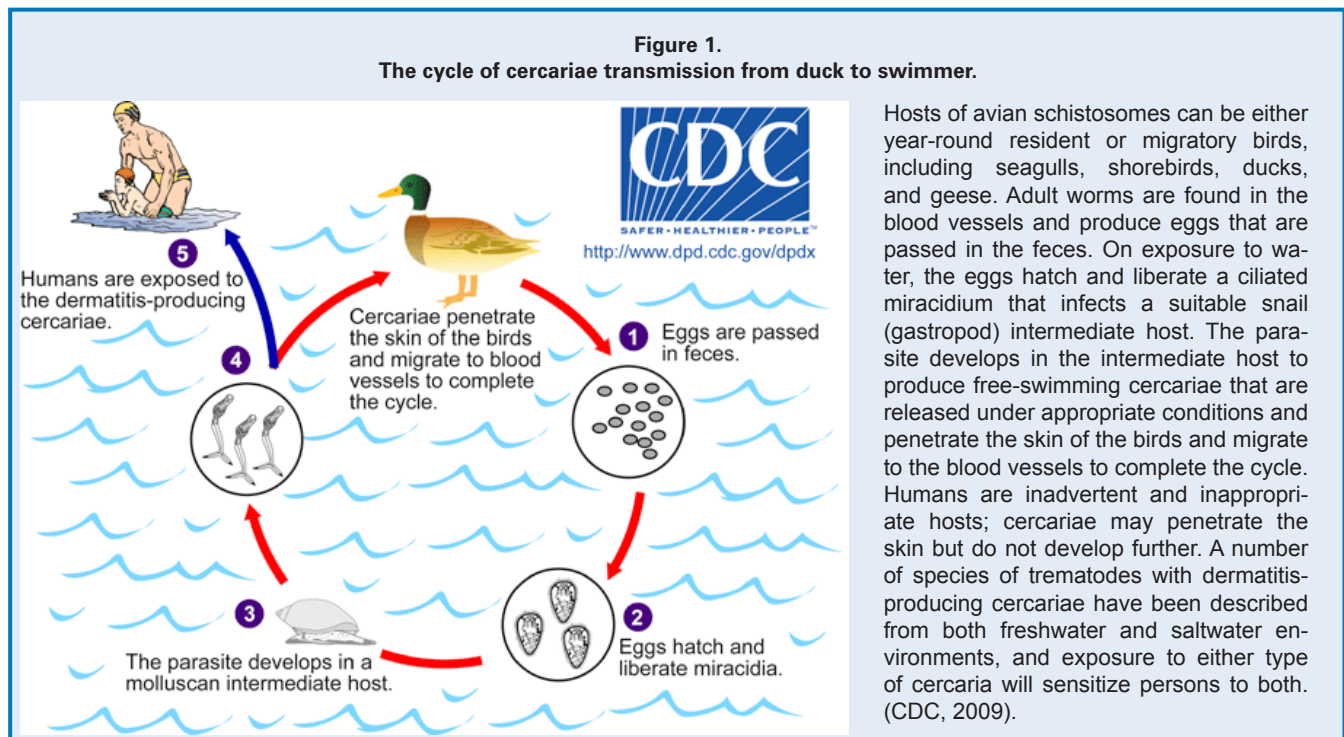 Figure 1.
The cycle of cercariae transmission from duck to swimmer.
CDC
SAFER•HEALTHIER•PEOPLE™
http://www.dpd.cdc.gov/dpdx
5
Humans are exposed to
the dermatitis-producing
cercariae.
4
Cercariae penetrate
the skin of the birds
and migrate to blood
vessels to complete
the cycle.
1
Eggs are passed
in feces.
3
The parasite develops in a
molluscan intermediate host.
2
Eggs hatch and
liberate miracidia.
Hosts of avian schistosomes can be either
year-round resident or migratory birds,
including seagulls, shorebirds, ducks,
and geese. Adult worms are found in the
blood vessels and produce eggs that are
passed in the feces. On exposure to wa-
ter, the eggs hatch and liberate a ciliated
miracidium that infects a suitable snail
(gastropod) intermediate host. The para-
site develops in the intermediate host to
produce free-swimming cercariae that are
released under appropriate conditions and
penetrate the skin of the birds and migrate
to the blood vessels to complete the cycle.
Humans are inadvertent and inappropri-
ate hosts; cercariae may penetrate the
skin but do not develop further. A number
of species of trematodes with dermatitis-
producing cercariae have been described
from both freshwater and saltwater en-
vironments, and exposure to either type
of cercaria will sensitize persons to both.
(CDC, 2009).